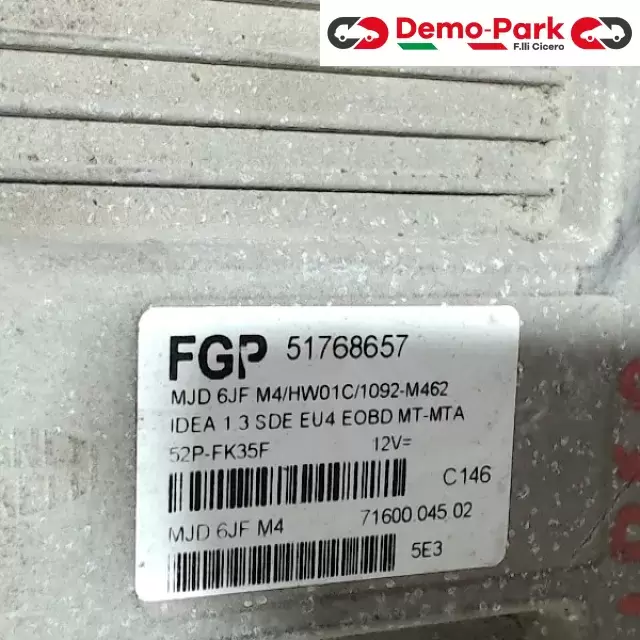 Demo-Park
F.lli Cicero
FGP 51768657
MJD 6JF M4/HW01C/1092-M462
IDEA 1.3 SDE EU4 EOBD MT-MTA
52P-FK35F 12V=
C146
MJD 6JF M4 71600.045.02
5E3